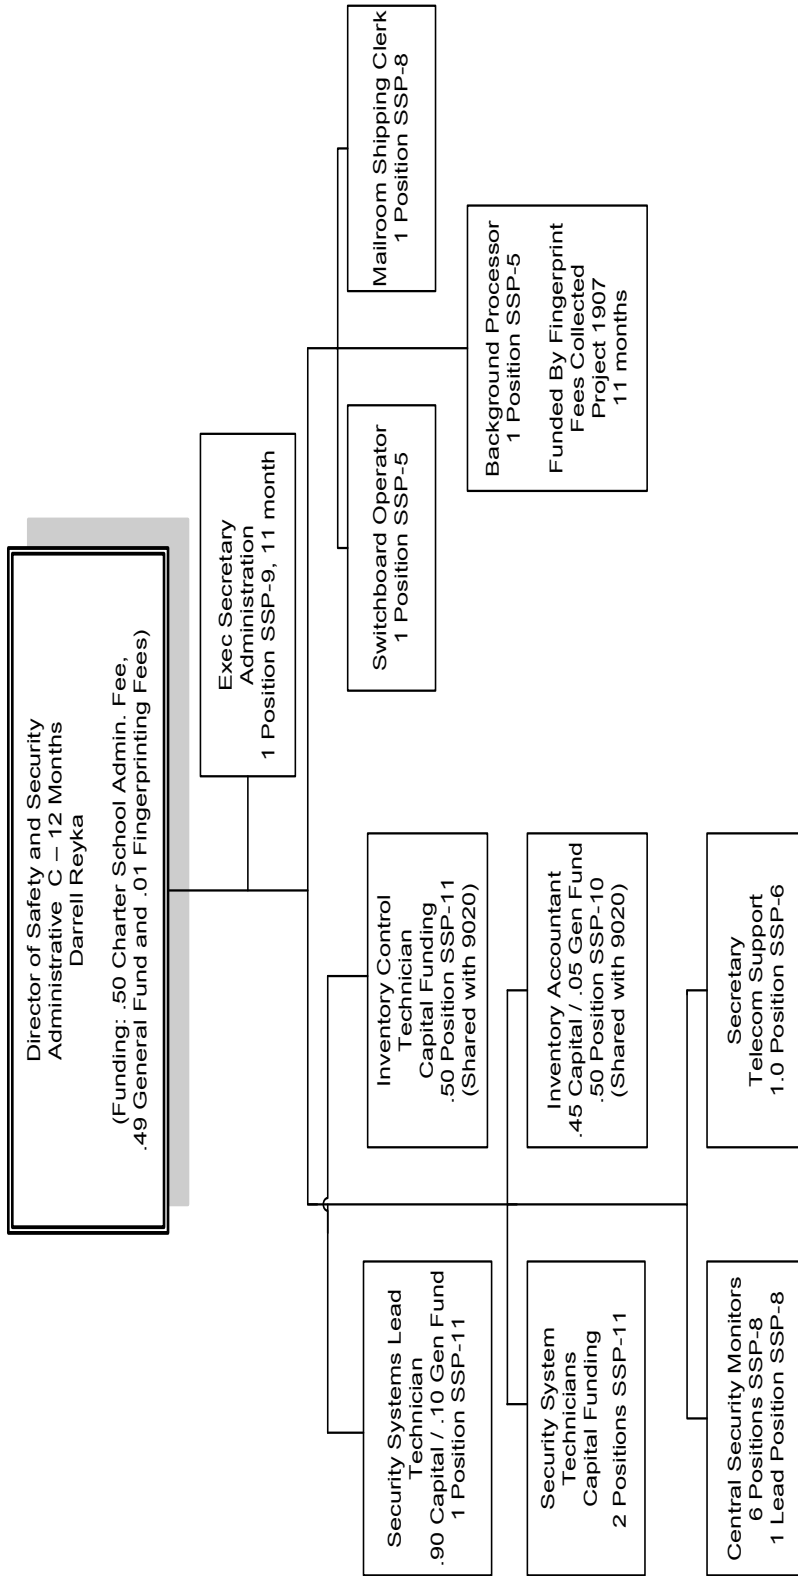 Director of Safety and Security
Administrative  C – 12 Months
Darrell Reyka
(Funding: .50 Charter School Admin. Fee,
.49 General Fund and .01 Fingerprinting Fees)
Exec Secretary
Administration
1 Position SSP-9, 11 month
Security Systems Lead
Technician
.90 Capital / .10 Gen Fund
1 Position SSP-11
Inventory Control
Technician
Capital Funding
.50 Position SSP-11
(Shared with 9020)
Switchboard Operator
1 Position SSP-5
Mailroom Shipping Clerk
1 Position SSP-8
Security System
Technicians
Capital Funding
2 Positions SSP-11
Inventory Accountant
.45 Capital / .05 Gen Fund
.50 Position SSP-10
(Shared with 9020)
Background Processor
1 Position SSP-5
Funded By Fingerprint
Fees Collected
Project 1907
11 months
Central Security Monitors
6 Positions SSP-8
1 Lead Position SSP-8
Secretary
Telecom Support
1.0 Position SSP-6